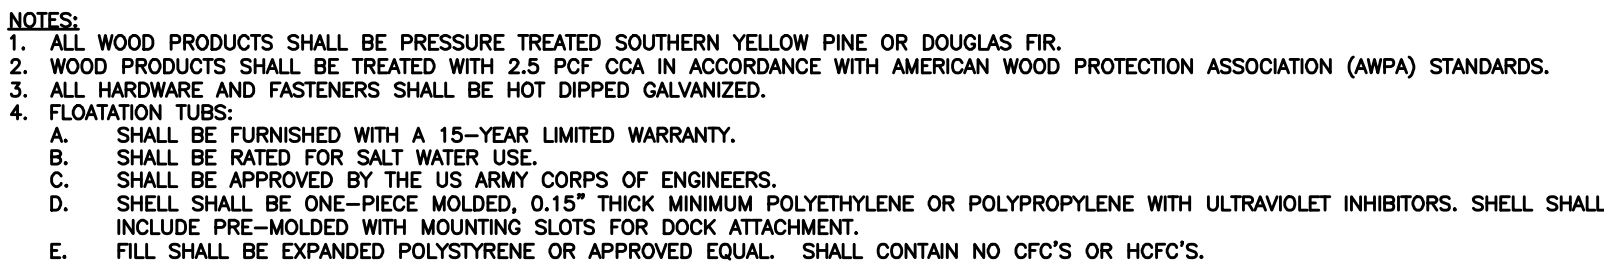 NOTES:
1. ALL WOOD PRODUCTS SHALL BE PRESSURE TREATED SOUTHERN YELLOW PINE OR DOUGLAS FIR.
2. WOOD PRODUCTS SHALL BE TREATED WITH 2.5 PCF CCA IN ACCORDANCE WITH AMERICAN WOOD PROTECTION ASSOCIATION (AWPA) STANDARDS.
3. ALL HARDWARE AND FASTENERS SHALL BE HOT DIPPED GALVANIZED.
4. FLOATATION TUBS:
A. SHALL BE FURNISHED WITH A 15-YEAR LIMITED WARRANTY.
B. SHALL BE RATED FOR SALT WATER USE.
C. SHALL BE APPROVED BY THE US ARMY CORPS OF ENGINEERS.
D. SHELL SHALL BE ONE-PIECE MOLDED, 0.15" THICK MINIMUM POLYETHYLENE OR POLYPROPYLENE WITH ULTRAVIOLET INHIBITORS. SHELL SHALL
INCLUDE PRE-MOLDED WITH MOUNTING SLOTS FOR DOCK ATTACHMENT.
E. FILL SHALL BE EXPANDED POLYSTYRENE OR APPROVED EQUAL. SHALL CONTAIN NO CFC'S OR HCFC'S.